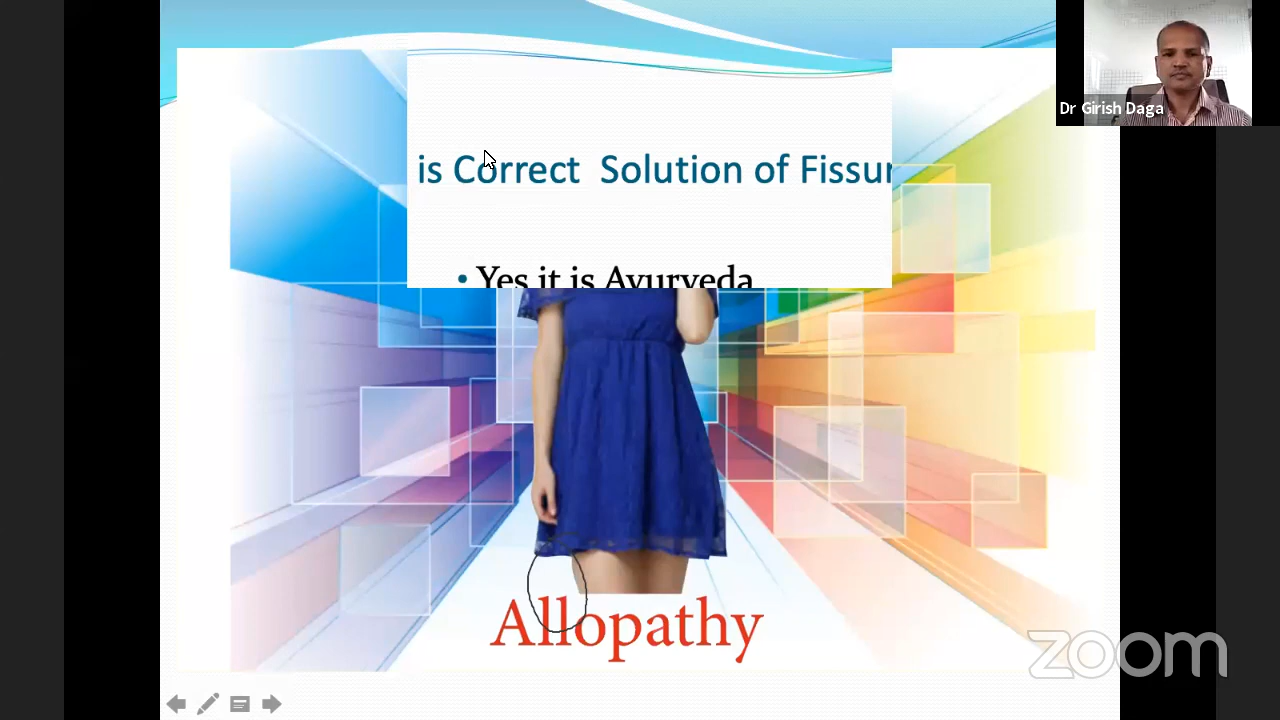 Dr Girish Daga
is Correct Solution of Fissur
• Yes it is Ayurveda
Allopathy
zoom